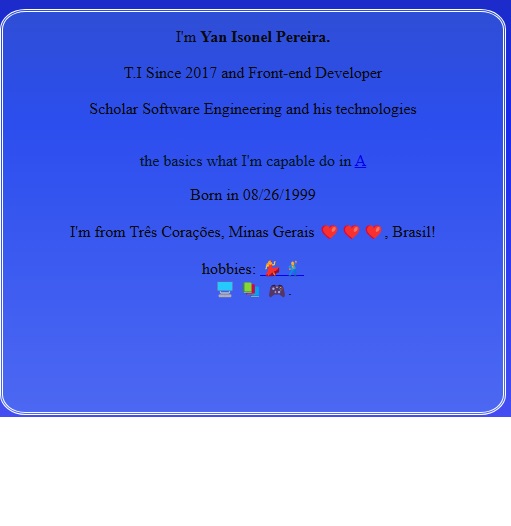 I'm Yan Isonel Pereira.
T.I Since 2017 and Front-end Developer
Scholar Software Engineering and his technologies
the basics what I'm capable do in A
Born in 08/26/1999
I'm from Três Corações, Minas Gerais ❤️ ❤️ ❤️, Brasil!
hobbies: 💃 🏃
🖥️ 📚 🎮.